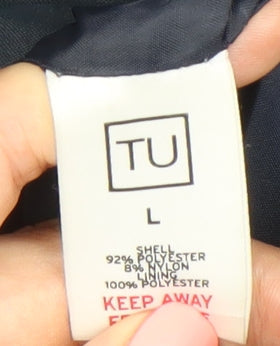 TU
L
SHELL
92% POLYESTER
8% NYLON
LINING
100% POLYESTER
KEEP AWAY